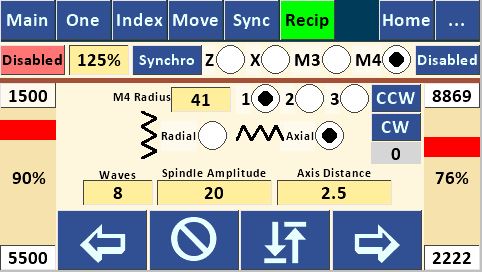 Main One Index Move Sync Recip Home ...
Disabled 125% Synchro Z X M3 M4 Disabled
1500 M4 Radius 41 1 2 3 CCW 8869
Radial Axial CW
0
90% Waves Spindle Amplitude Axis Distance 76%
8 20 2.5
5500 2222